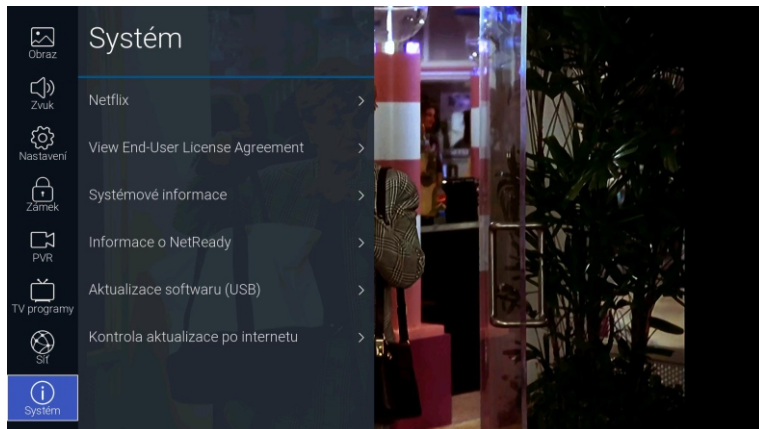 Systém
Obraz
Zvuk
Nastavení
Zámek
PVR
TV programy
Síť
Systém
Netflix
View End-User License Agreement
Systémové informace
Informace o NetReady
Aktualizace softwaru (USB)
Kontrola aktualizace po internetu